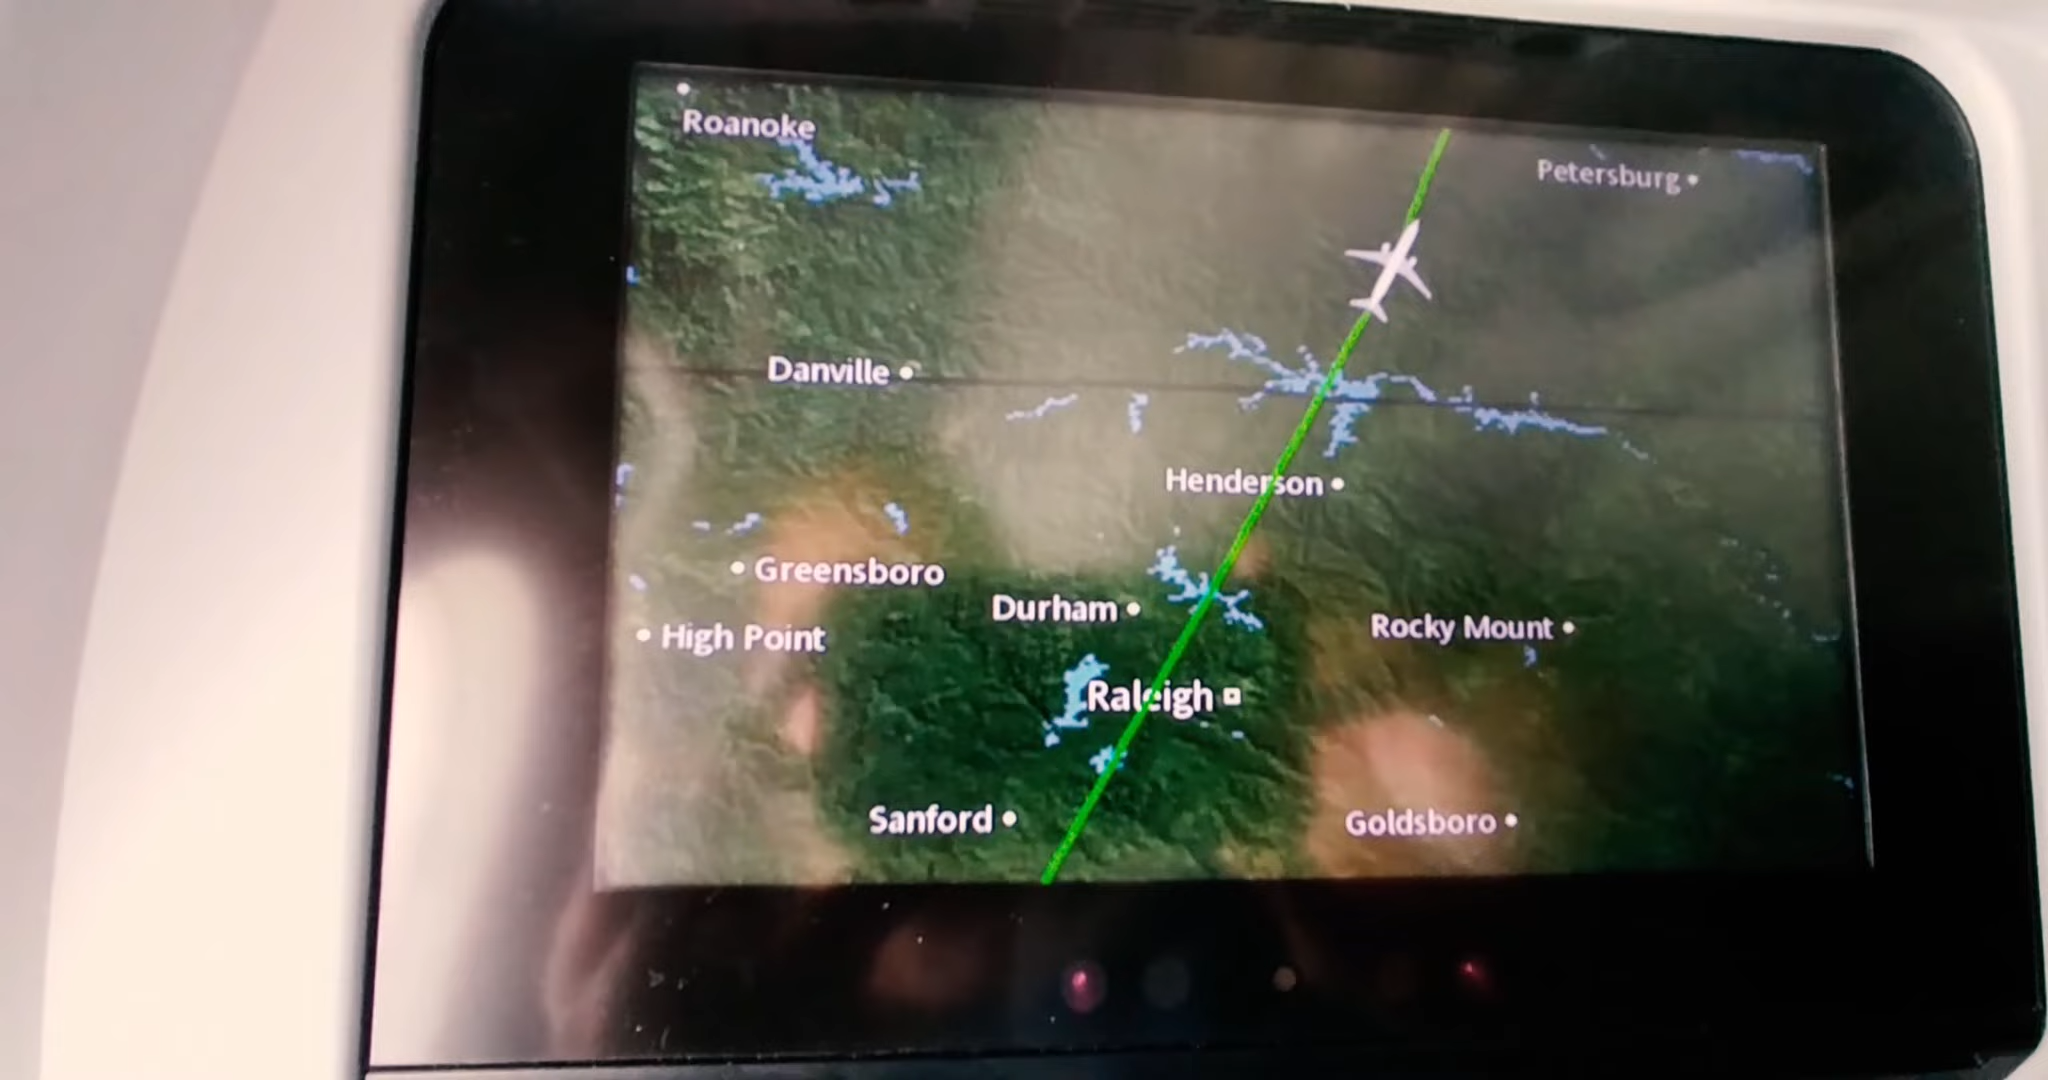 Roanoke
Petersburg
Danville
Henderson
Greensboro
Durham
High Point
Rocky Mount
Raleigh
Sanford
Goldsboro